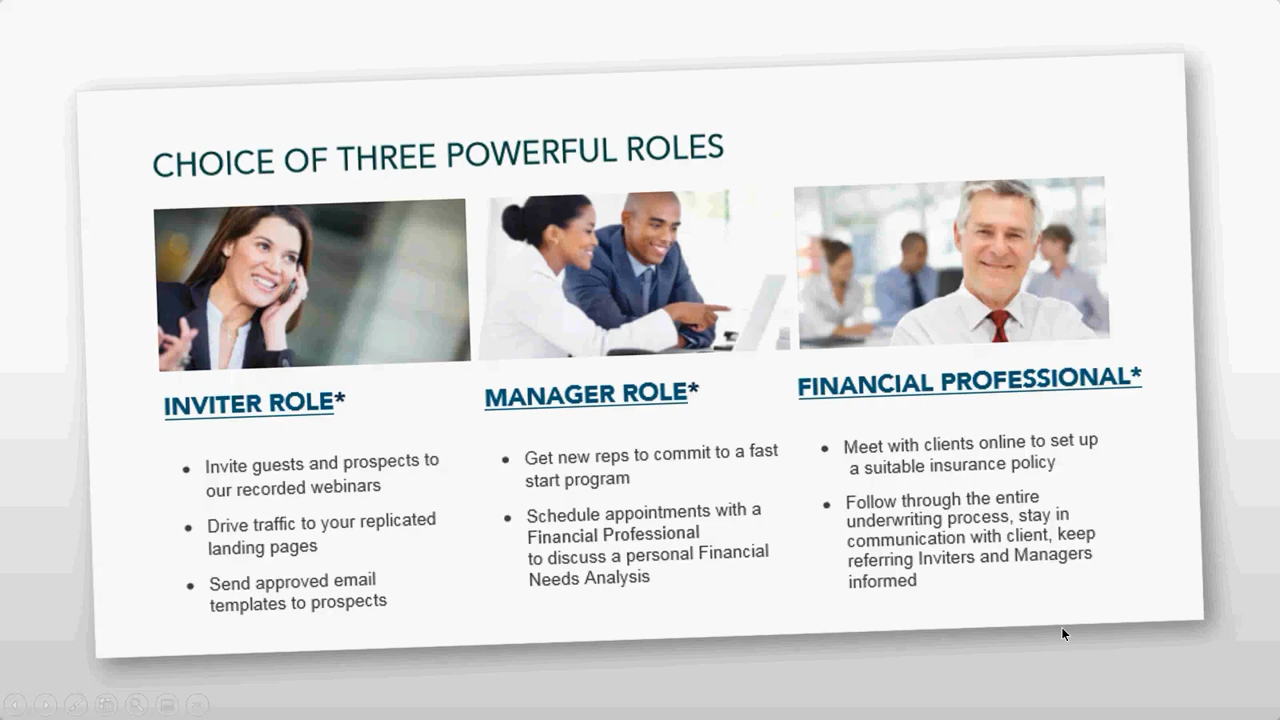 CHOICE OF THREE POWERFUL ROLES
INVITER ROLE*
• Invite guests and prospects to
our recorded webinars
• Drive traffic to your replicated
landing pages
• Send approved email
templates to prospects
MANAGER ROLE*
• Get new reps to commit to a fast
start program
• Schedule appointments with a
Financial Professional
to discuss a personal Financial
Needs Analysis
FINANCIAL PROFESSIONAL*
• Meet with clients online to set up
a suitable insurance policy
• Follow through the entire
underwriting process, stay in
communication with client, keep
referring Inviters and Managers
informed